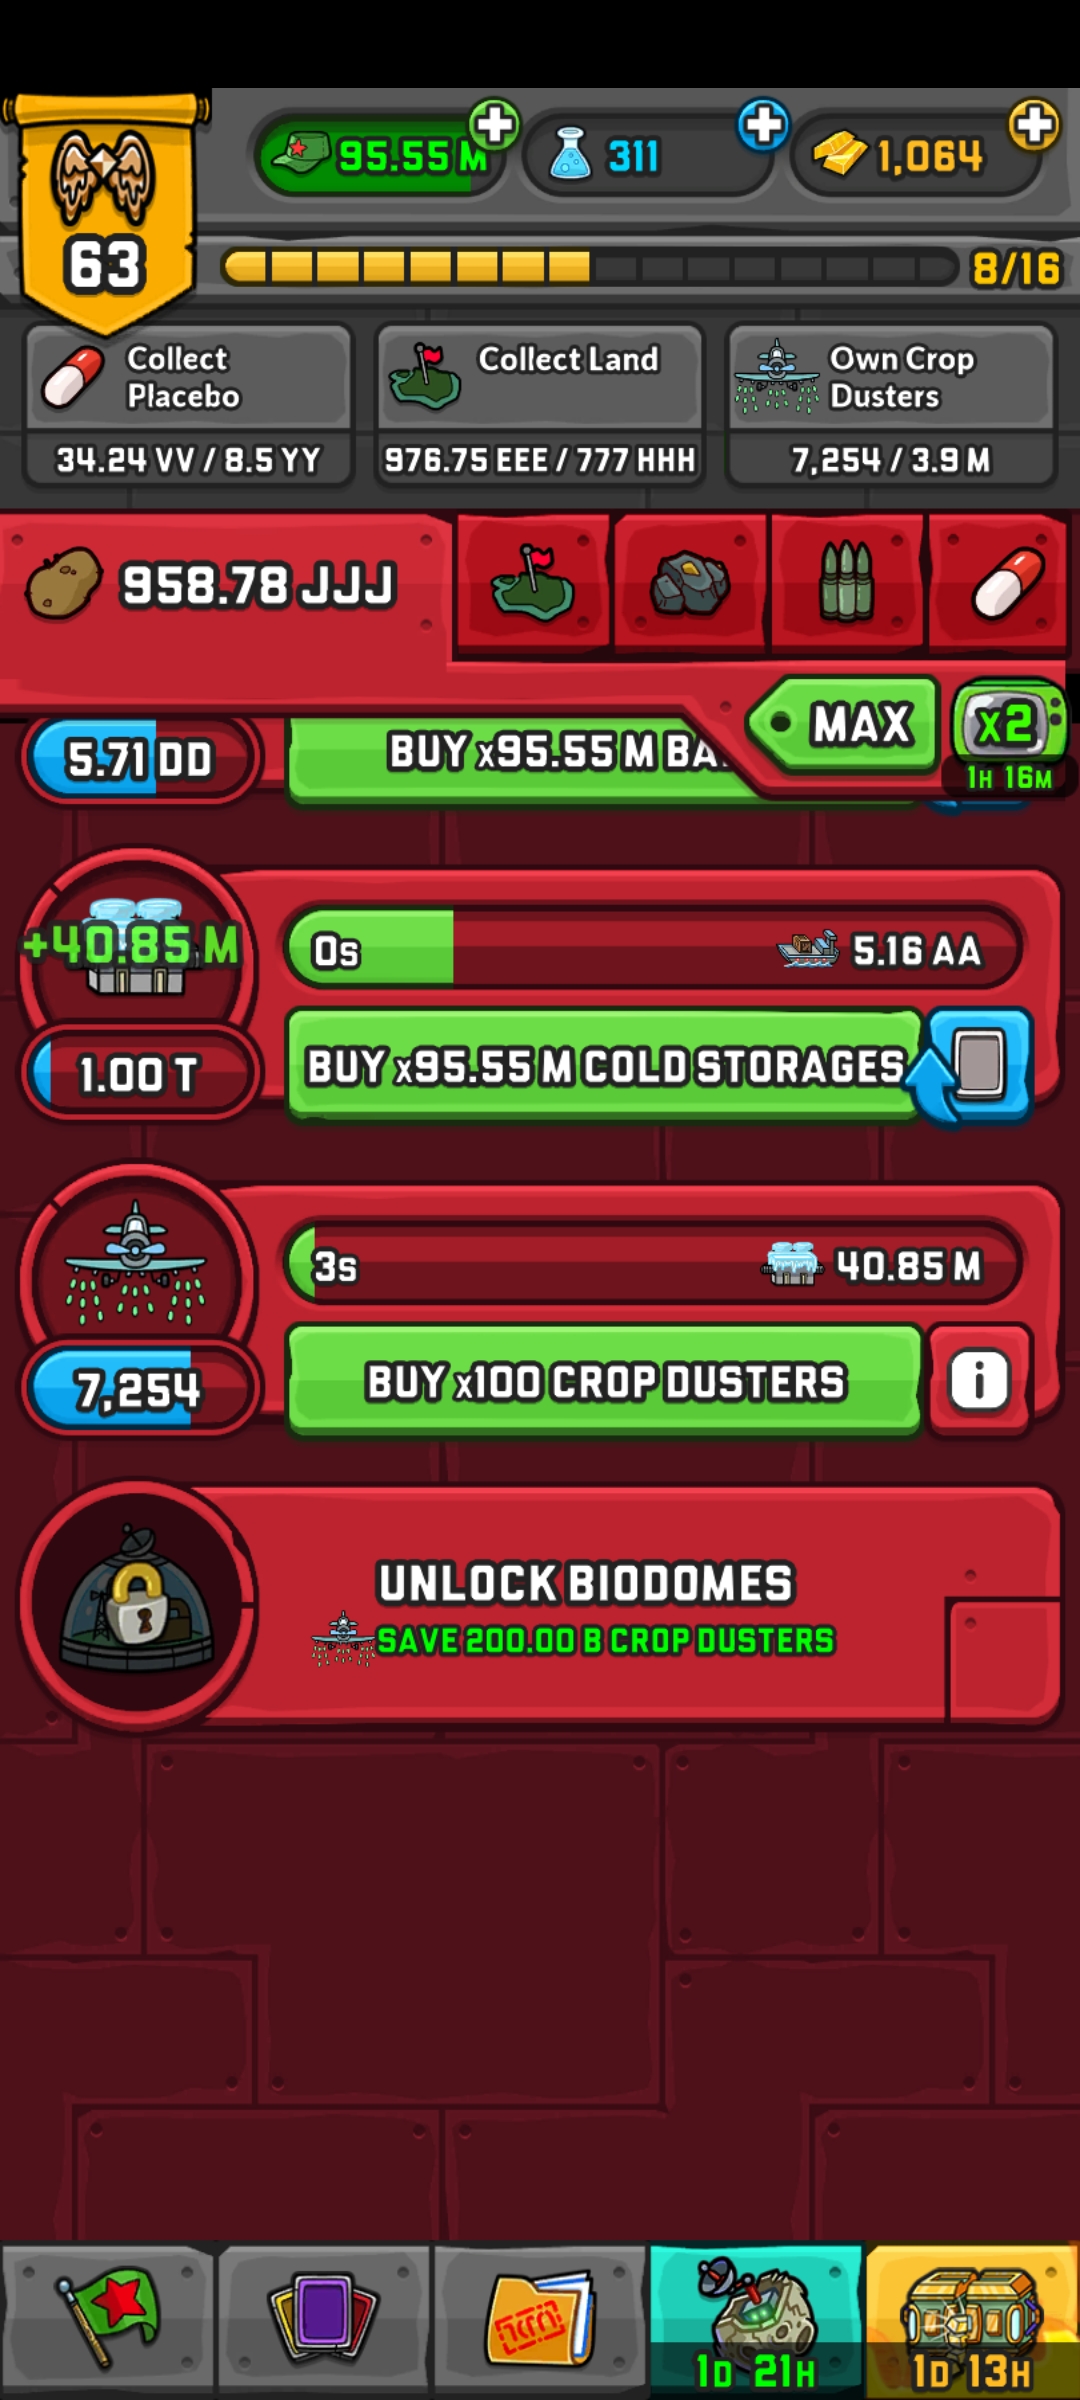 63
95.55 M
311
1,064
8/16
Collect
Placebo
34.24 VV / 8.5 YY
Collect Land
976.75 EEE / 777 HHH
Own Crop
Dusters
7,254 / 3.9 M
958.78 JJJ
MAX
x2
1H 16M
5.71 DD
BUY x95.55 M BA
+40.85 M
0s
5.16 AA
1.00 T
BUY x95.55 M COLD STORAGES
3s
40.85 M
7,254
BUY x100 CROP DUSTERS
i
UNLOCK BIODOMES
SAVE 200.00 B CROP DUSTERS
1D 21H
1D 13H